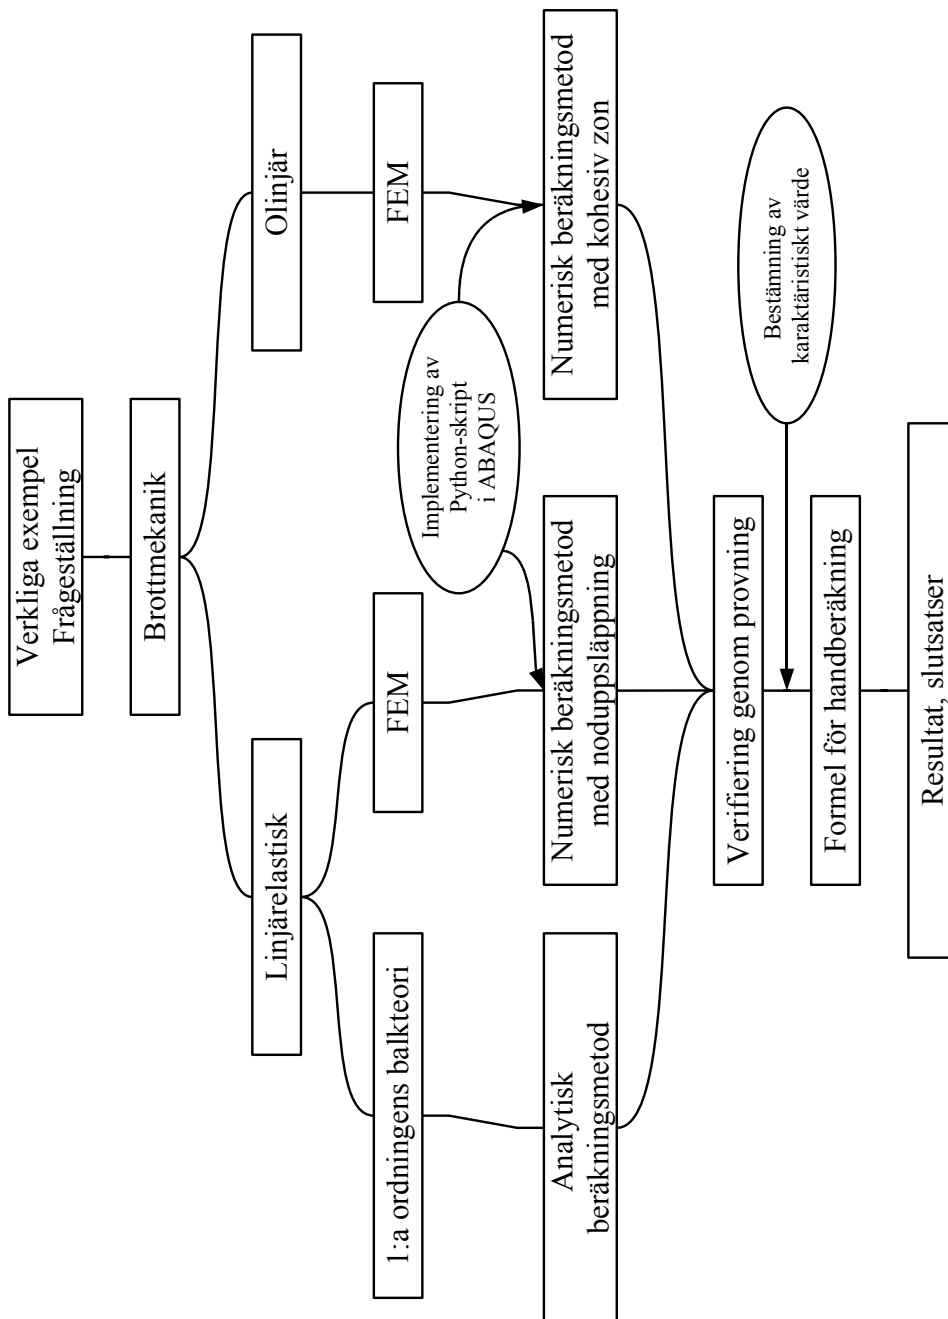 Verkliga exempel
Frågeställning
Brottmekanik
Linjärelastisk
Olinjär
1:a ordningens balkteori
FEM
FEM
Implementering av
Python-skript
i ABAQUS
Analytisk
beräkningsmetod
Numerisk beräkningsmetod
med noduppsläppning
Numerisk beräkningsmetod
med kohesiv zon
Verifiering genom provning
Bestämning av
karaktäristiskt värde
Formel för handberäkning
Resultat, slutsatser